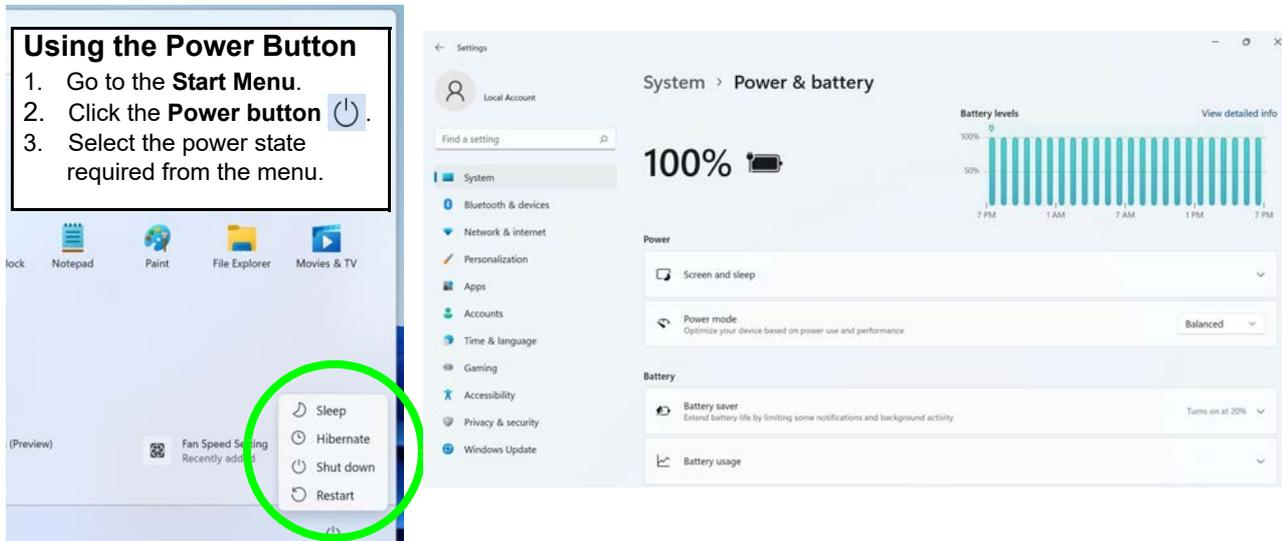 Using the Power Button
1. Go to the Start Menu.
2. Click the Power button .
3. Select the power state
required from the menu.
lock
Notepad
Paint
File Explorer
Movies & TV
(Preview)
Fan Speed Setting
Recently added
Sleep
Hibernate
Shut down
Restart
Settings
Local Account
Find a setting
System
Bluetooth & devices
Network & internet
Personalization
Apps
Accounts
Time & language
Gaming
Accessibility
Privacy & security
Windows Update
System > Power & battery
100%
Battery levels
View detailed info
100%
50%
7 PM
1 AM
7 AM
1 PM
7 PM
Power
Screen and sleep
Power mode
Optimize your device based on power use and performance
Balanced
Battery
Battery saver
Extend battery life by limiting some notifications and background activity
Turns on at 20%
Battery usage